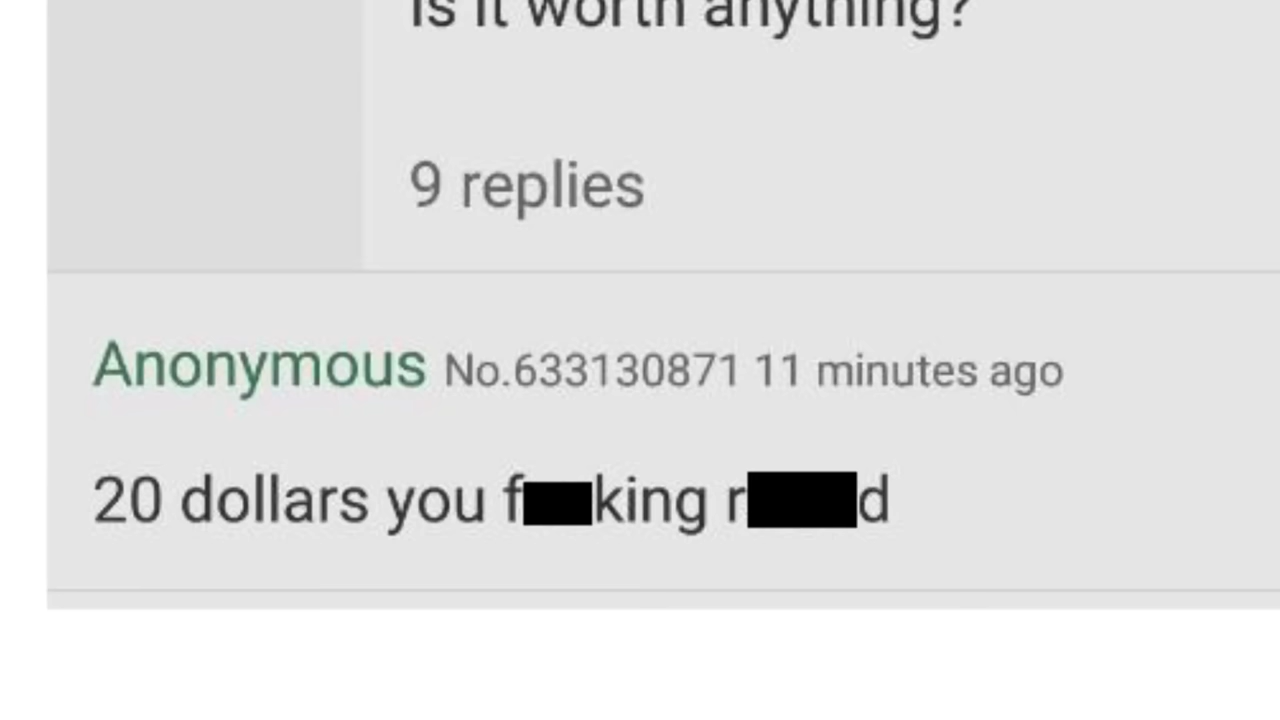 Is it worth anything?
9 replies
Anonymous No.633130871 11 minutes ago
20 dollars you f██king r███d